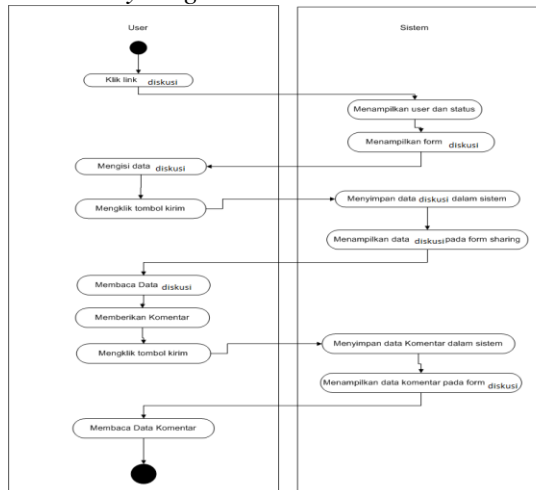 User
Sistem
Klik link diskusi
Menampilkan user dan status
Menampilkan form diskusi
Mengisi data diskusi
Mengklik tombol kirim
Menyimpan data diskusi dalam sistem
Menampilkan data diskusi pada form sharing
Membaca Data diskusi
Memberikan Komentar
Mengklik tombol kirim
Menyimpan data Komentar dalam sistem
Menampilkan data komentar pada form diskusi
Membaca Data Komentar